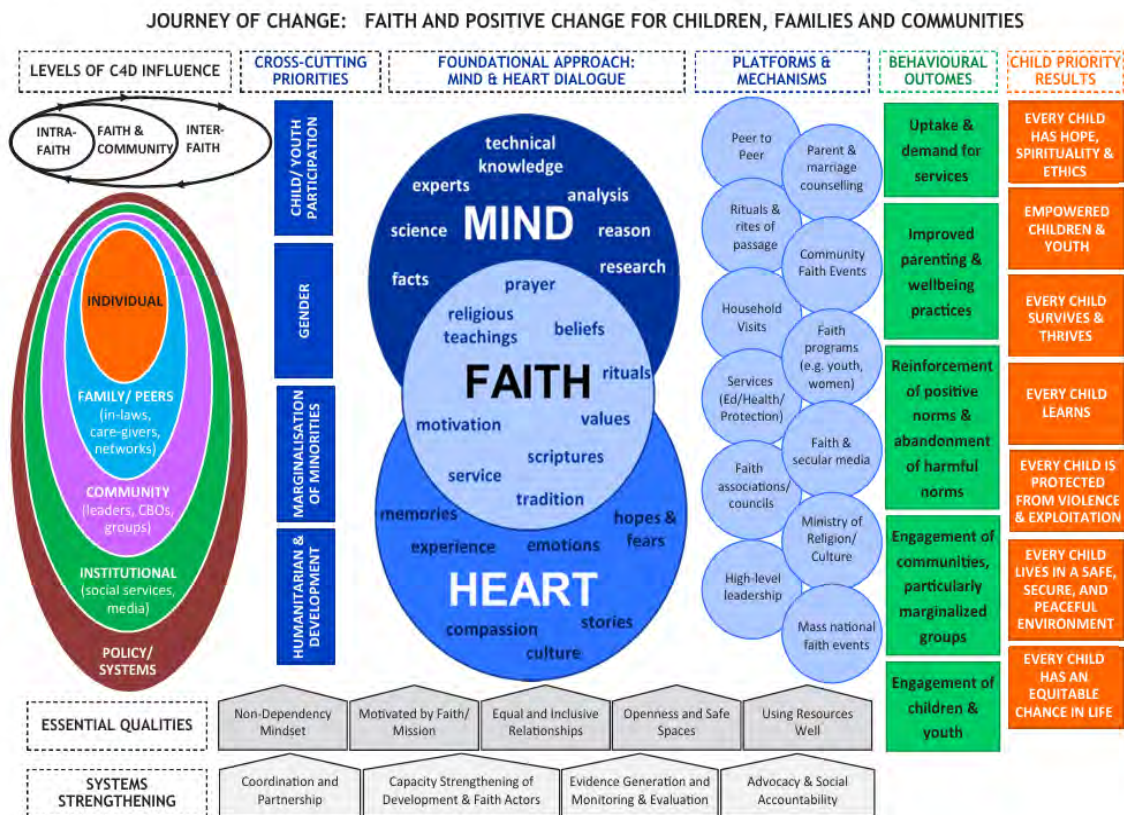 JOURNEY OF CHANGE: FAITH AND POSITIVE CHANGE FOR CHILDREN, FAMILIES AND COMMUNITIES
LEVELS OF C4D INFLUENCE
INTRA-
FAITH
FAITH &
COMMUNITY
INTER-
FAITH
INDIVIDUAL
FAMILY/ PEERS
(in-laws,
care-givers,
networks)
COMMUNITY
(leaders, CBOs,
groups)
INSTITUTIONAL
(social services,
media)
POLICY/
SYSTEMS
CROSS-CUTTING
PRIORITIES
CHILD/ YOUTH
PARTICIPATION
GENDER
MARGINALISATION
OF MINORITIES
HUMANITARIAN &
DEVELOPMENT
FOUNDATIONAL APPROACH:
MIND & HEART DIALOGUE
technical
knowledge
experts
analysis
science
MIND
reason
research
facts
prayer
religious
teachings
beliefs
FAITH
rituals
motivation
values
scriptures
service
tradition
memories
hopes &
fears
experience
emotions
HEART
compassion
stories
culture
PLATFORMS &
MECHANISMS
Peer to
Peer
Parent &
marriage
counselling
Rituals &
rites of
passage
Community
Faith Events
Household
Visits
Faith
programs
(e.g. youth,
women)
Services
(Ed/Health/
Protection)
Faith &
secular media
Faith
associations/
councils
Ministry of
Religion/
Culture
High-level
leadership
Mass national
faith events
BEHAVIOURAL
OUTCOMES
Uptake &
demand for
services
Improved
parenting &
wellbeing
practices
Reinforcement
of positive
norms &
abandonment
of harmful
norms
Engagement of
communities,
particularly
marginalized
groups
Engagement of
children &
youth
CHILD PRIORITY
RESULTS
EVERY CHILD
HAS HOPE,
SPIRITUALITY &
ETHICS
EMPOWERED
CHILDREN &
YOUTH
EVERY CHILD
SURVIVES &
THRIVES
EVERY CHILD
LEARNS
EVERY CHILD IS
PROTECTED
FROM VIOLENCE
& EXPLOITATION
EVERY CHILD
LIVES IN A SAFE,
SECURE, AND
PEACEFUL
ENVIRONMENT
EVERY CHILD
HAS AN
EQUITABLE
CHANCE IN LIFE
ESSENTIAL QUALITIES
Non-Dependency
Mindset
Motivated by Faith/
Mission
Equal and Inclusive
Relationships
Openness and Safe
Spaces
Using Resources
Well
SYSTEMS
STRENGTHENING
Coordination and
Partnership
Capacity Strengthening of
Development & Faith Actors
Evidence Generation and
Monitoring & Evaluation
Advocacy & Social
Accountability